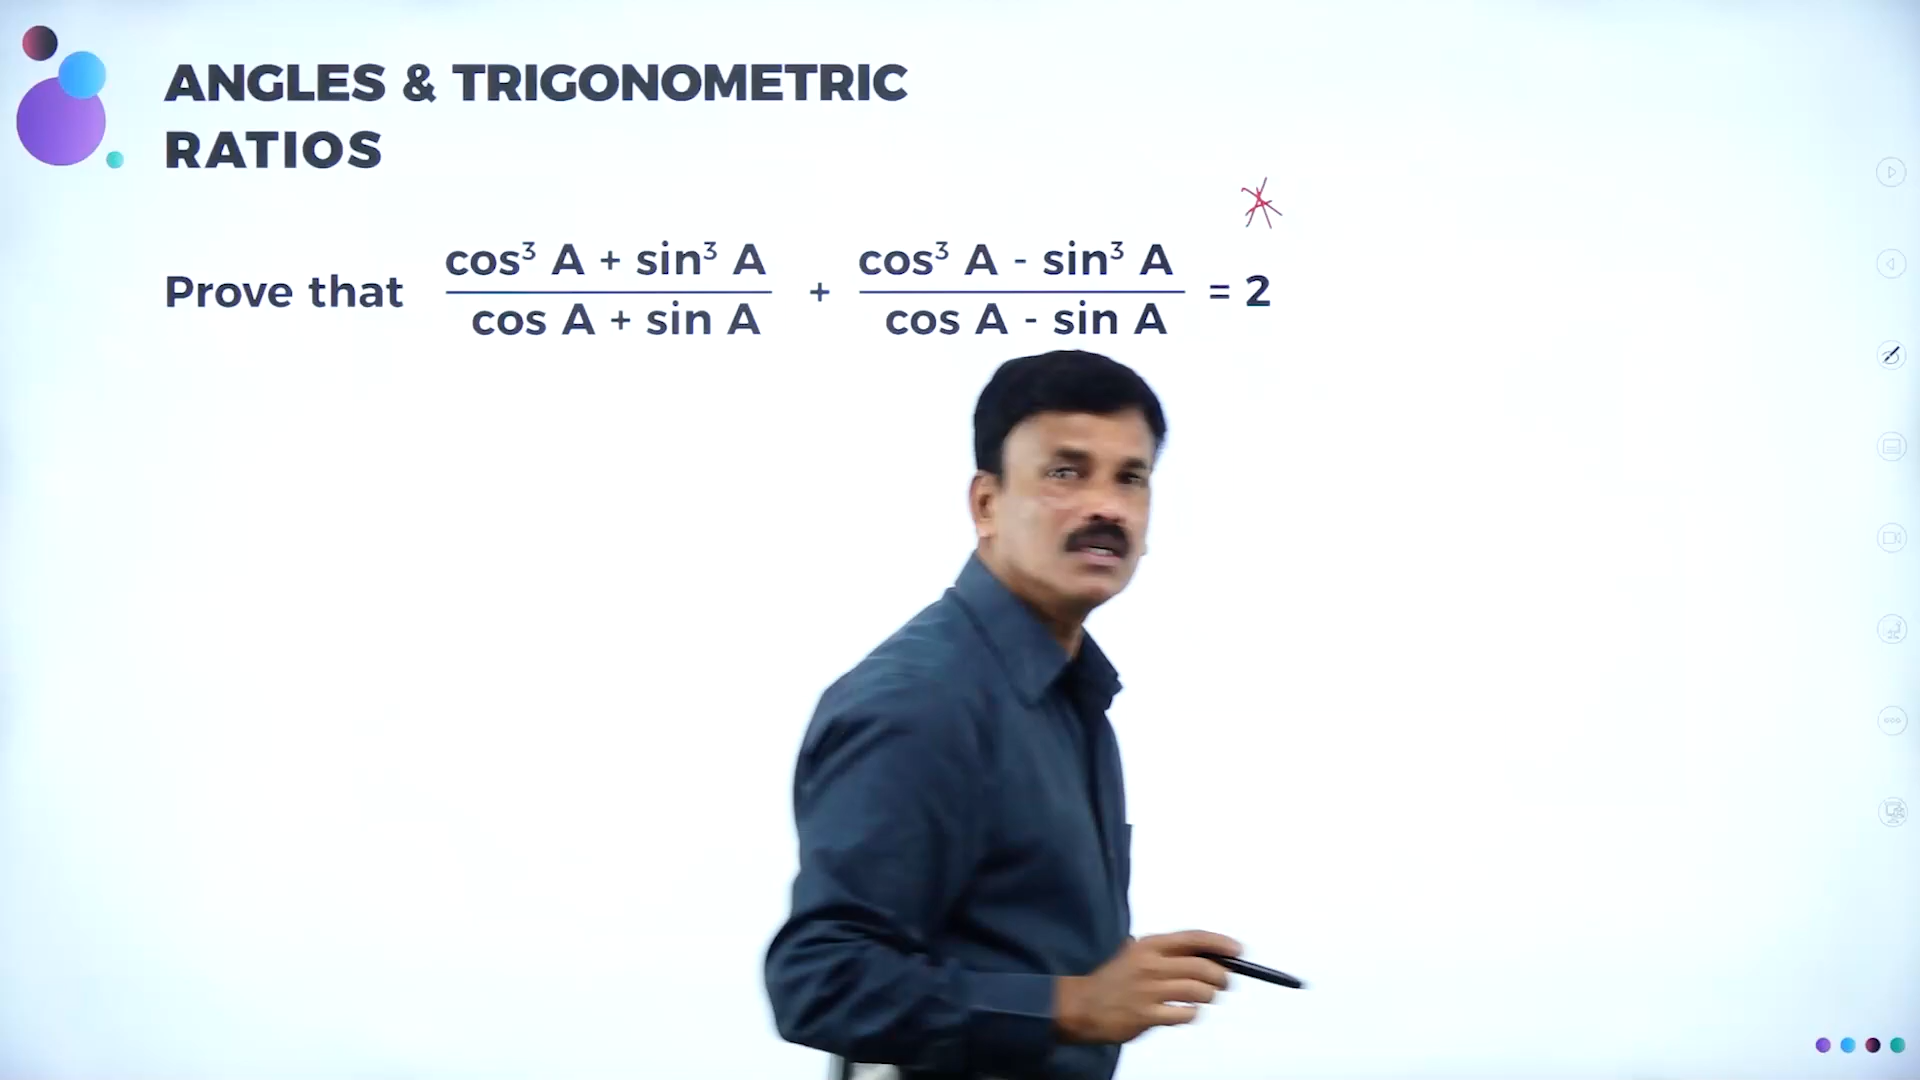 ANGLES & TRIGONOMETRIC
RATIOS
Prove that cos³ A + sin³ A / cos A + sin A + cos³ A - sin³ A / cos A - sin A = 2